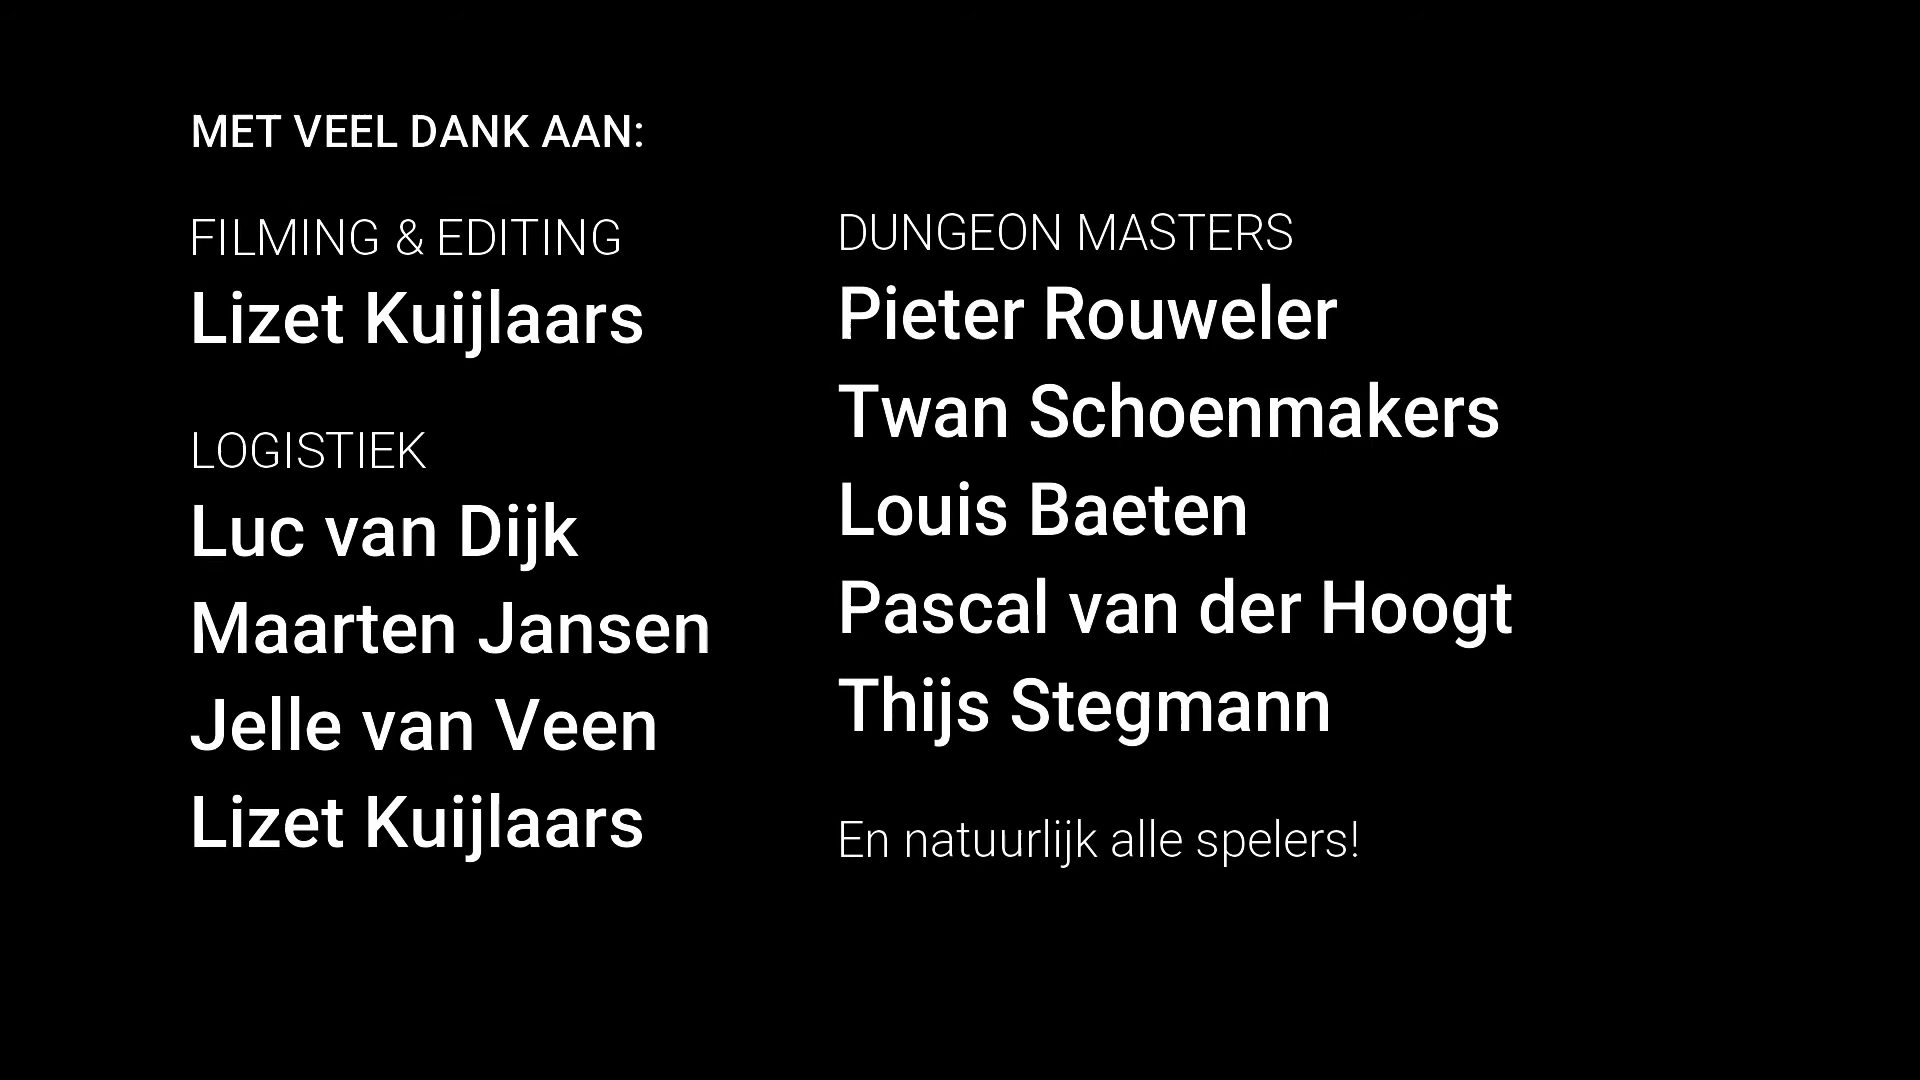 MET VEEL DANK AAN:
FILMING & EDITING
Lizet Kuijlaars
LOGISTIEK
Luc van Dijk
Maarten Jansen
Jelle van Veen
Lizet Kuijlaars
DUNGEON MASTERS
Pieter Rouweler
Twan Schoenmakers
Louis Baeten
Pascal van der Hoogt
Thijs Stegmann
En natuurlijk alle spelers!